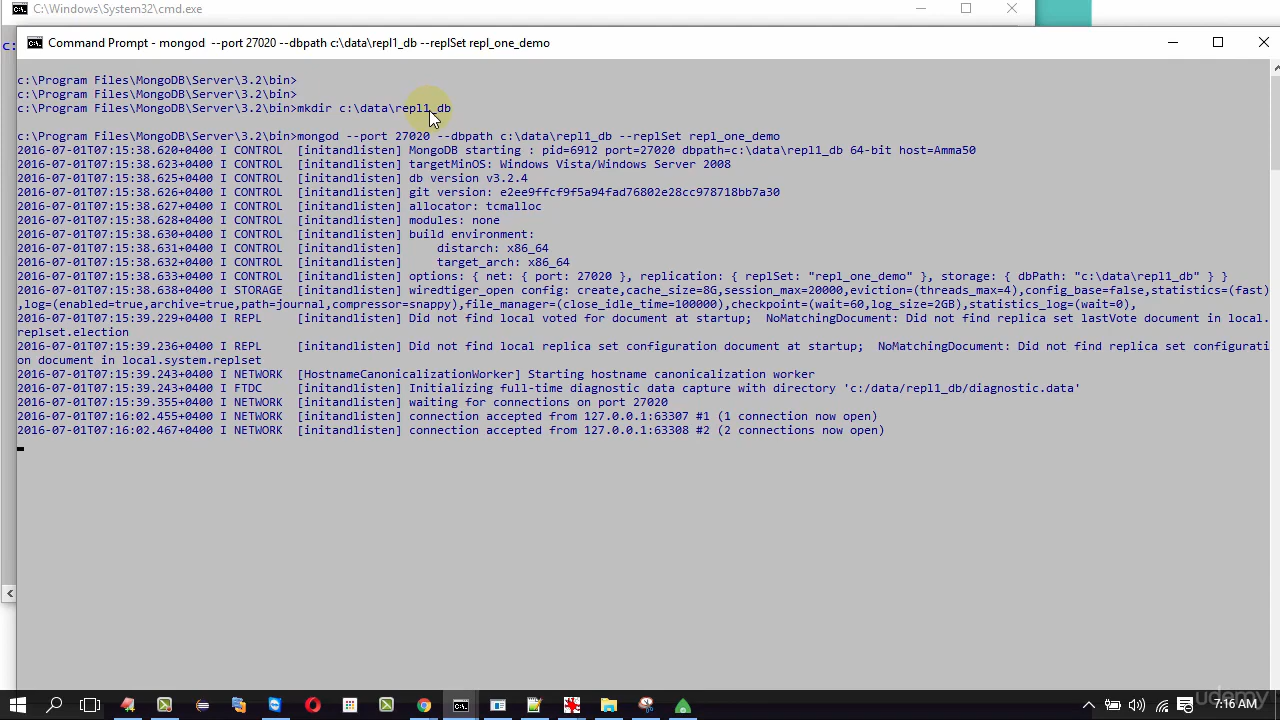 C:\Windows\System32\cmd.exe
Command Prompt - mongod  --port 27020 --dbpath c:\data\repl1_db --replSet repl_one_demo
c:\Program Files\MongoDB\Server\3.2\bin>
c:\Program Files\MongoDB\Server\3.2\bin>
c:\Program Files\MongoDB\Server\3.2\bin>mkdir c:\data\repl1_db
c:\Program Files\MongoDB\Server\3.2\bin>mongod --port 27020 --dbpath c:\data\repl1_db --replSet repl_one_demo
2016-07-01T07:15:38.620+0400 I CONTROL  [initandlisten] MongoDB starting : pid=6912 port=27020 dbpath=c:\data\repl1_db 64-bit host=Amma50
2016-07-01T07:15:38.623+0400 I CONTROL  [initandlisten] targetMinOS: Windows Vista/Windows Server 2008
2016-07-01T07:15:38.625+0400 I CONTROL  [initandlisten] db version v3.2.4
2016-07-01T07:15:38.626+0400 I CONTROL  [initandlisten] git version: e2ee9ffcf9f5a94fad76802e28cc978718bb7a30
2016-07-01T07:15:38.627+0400 I CONTROL  [initandlisten] allocator: tcmalloc
2016-07-01T07:15:38.628+0400 I CONTROL  [initandlisten] modules: none
2016-07-01T07:15:38.630+0400 I CONTROL  [initandlisten] build environment:
2016-07-01T07:15:38.631+0400 I CONTROL  [initandlisten]     distarch: x86_64
2016-07-01T07:15:38.632+0400 I CONTROL  [initandlisten]     target_arch: x86_64
2016-07-01T07:15:38.633+0400 I CONTROL  [initandlisten] options: { net: { port: 27020 }, replication: { replSet: "repl_one_demo" }, storage: { dbPath: "c:\data\repl1_db" } }
2016-07-01T07:15:38.638+0400 I STORAGE  [initandlisten] wiredtiger_open config: create,cache_size=8G,session_max=20000,eviction=(threads_max=4),config_base=false,statistics=(fast)
,log=(enabled=true,archive=true,path=journal,compressor=snappy),file_manager=(close_idle_time=100000),checkpoint=(wait=60,log_size=2GB),statistics_log=(wait=0),
2016-07-01T07:15:39.229+0400 I REPL     [initandlisten] Did not find local voted for document at startup;  NoMatchingDocument: Did not find replica set lastVote document in local.
replset.election
2016-07-01T07:15:39.236+0400 I REPL     [initandlisten] Did not find local replica set configuration document at startup;  NoMatchingDocument: Did not find replica set configurati
on document in local.system.replset
2016-07-01T07:15:39.243+0400 I NETWORK  [HostnameCanonicalizationWorker] Starting hostname canonicalization worker
2016-07-01T07:15:39.243+0400 I FTDC     [initandlisten] Initializing full-time diagnostic data capture with directory 'c:/data/repl1_db/diagnostic.data'
2016-07-01T07:15:39.355+0400 I NETWORK  [initandlisten] waiting for connections on port 27020
2016-07-01T07:16:02.455+0400 I NETWORK  [initandlisten] connection accepted from 127.0.0.1:63307 #1 (1 connection now open)
2016-07-01T07:16:02.467+0400 I NETWORK  [initandlisten] connection accepted from 127.0.0.1:63308 #2 (2 connections now open)
udemy
7:16 AM